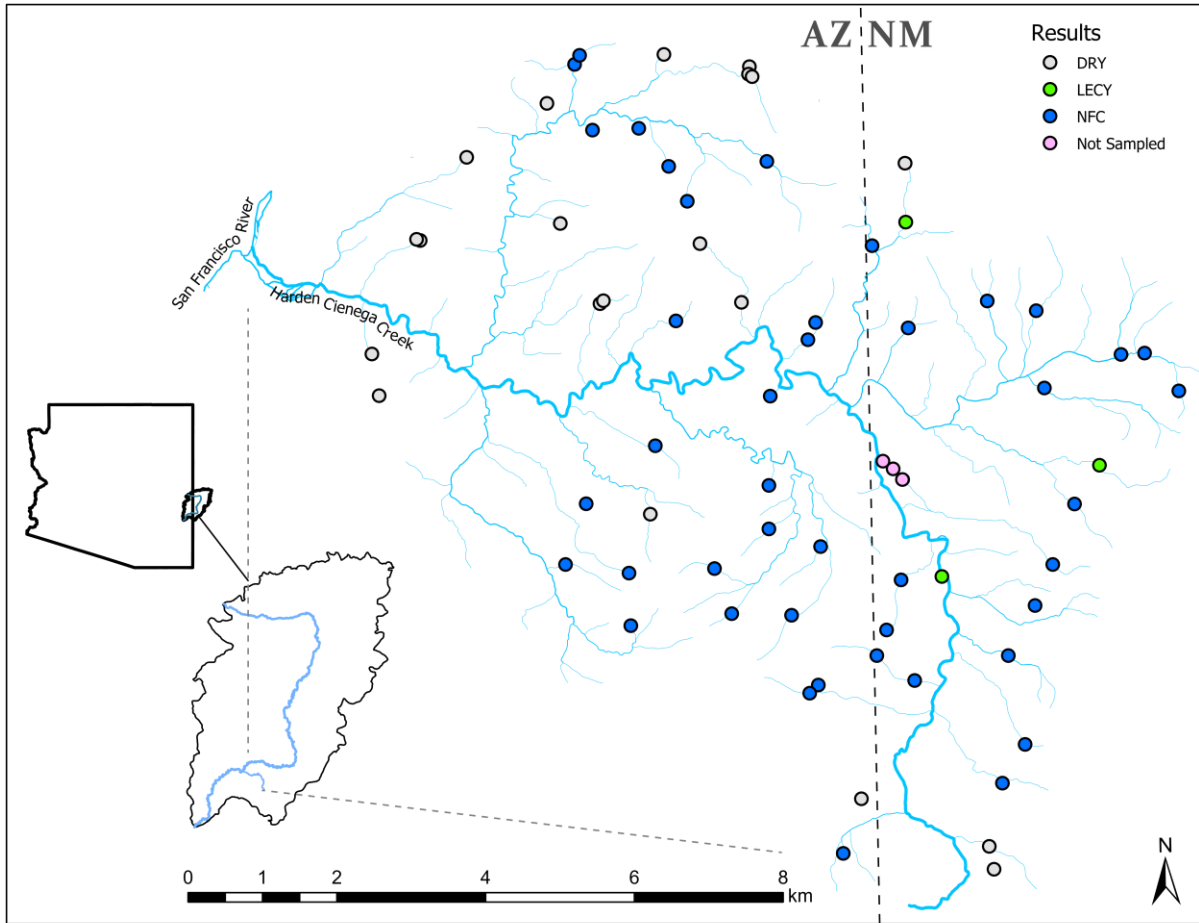 AZ NM
Results
DRY
LECY
NFC
Not Sampled
San Francisco River
Harden Cienega Creek
N
0 1 2 4 6 8
km